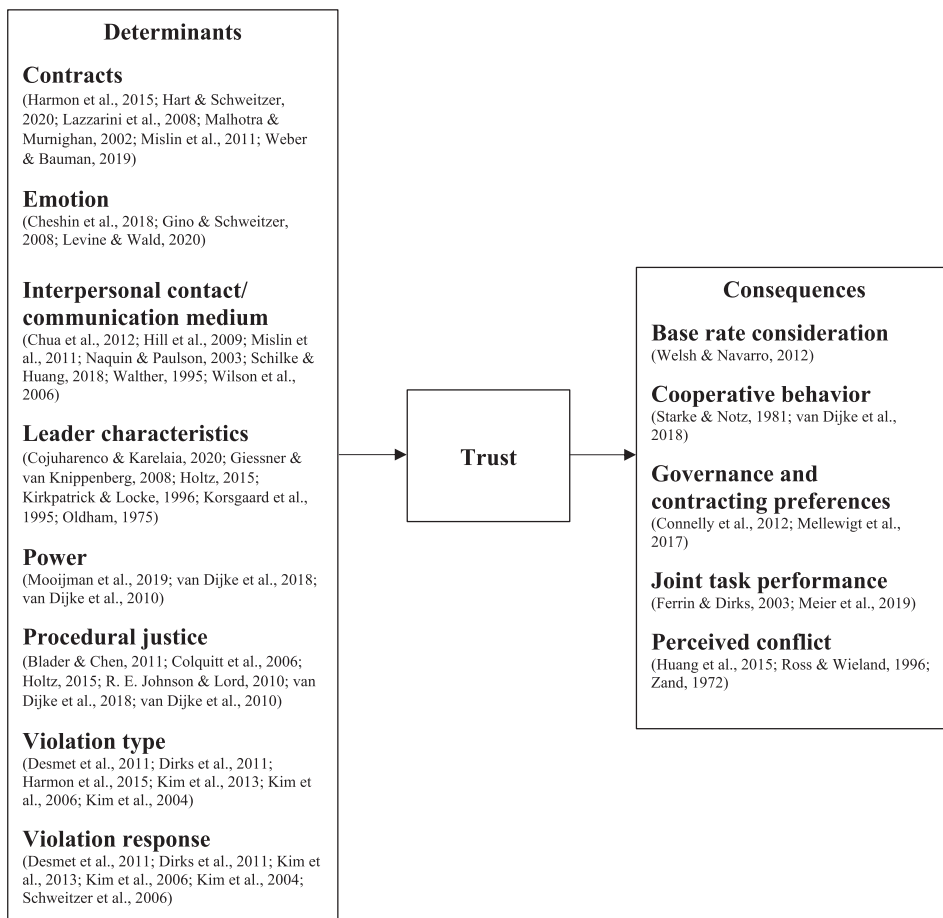 Determinants
Contracts
(Harmon et al., 2015; Hart & Schweitzer,
2020; Lazzarini et al., 2008; Malhotra &
Murnighan, 2002; Mislin et al., 2011; Weber
& Bauman, 2019)
Emotion
(Cheshin et al., 2018; Gino & Schweitzer,
2008; Levine & Wald, 2020)
Interpersonal contact/
communication medium
(Chua et al., 2012; Hill et al., 2009; Mislin
et al., 2011; Naquin & Paulson, 2003; Schilke &
Huang, 2018; Walther, 1995; Wilson et al.,
2006)
Leader characteristics
(Cojuharenco & Karelaia, 2020; Giessner &
van Knippenberg, 2008; Holtz, 2015;
Kirkpatrick & Locke, 1996; Korsgaard et al.,
1995; Oldham, 1975)
Power
(Mooijman et al., 2019; van Dijke et al., 2018;
van Dijke et al., 2010)
Procedural justice
(Blader & Chen, 2011; Colquitt et al., 2006;
Holtz, 2015; R. E. Johnson & Lord, 2010; van
Dijke et al., 2018; van Dijke et al., 2010)
Violation type
(Desmet et al., 2011; Dirks et al., 2011;
Harmon et al., 2015; Kim et al., 2013; Kim et
al., 2006; Kim et al., 2004)
Violation response
(Desmet et al., 2011; Dirks et al., 2011; Kim et
al., 2013; Kim et al., 2006; Kim et al., 2004;
Schweitzer et al., 2006)
Trust
Consequences
Base rate consideration
(Welsh & Navarro, 2012)
Cooperative behavior
(Starke & Notz, 1981; van Dijke et al.,
2018)
Governance and
contracting preferences
(Connelly et al., 2012; Mellewigt et al.,
2017)
Joint task performance
(Ferrin & Dirks, 2003; Meier et al., 2019)
Perceived conflict
(Huang et al., 2015; Ross & Wieland, 1996;
Zand, 1972)